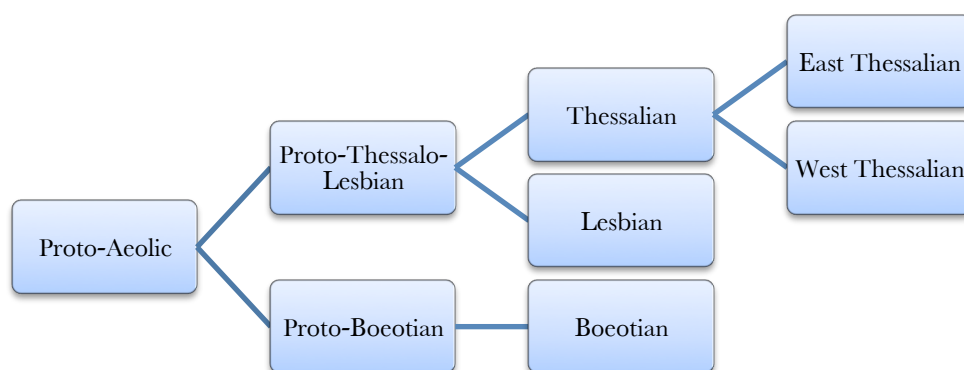 East Thessalian
Thessalian
Proto-Thessalo-
Lesbian
West Thessalian
Lesbian
Proto-Aeolic
Proto-Boeotian
Boeotian